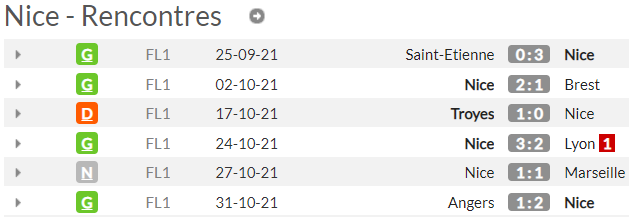 Nice - Rencontres
G FL1 25-09-21 Saint-Etienne 0:3 Nice
G FL1 02-10-21 Nice 2:1 Brest
D FL1 17-10-21 Troyes 1:0 Nice
G FL1 24-10-21 Nice 3:2 Lyon 1
N FL1 27-10-21 Nice 1:1 Marseille
G FL1 31-10-21 Angers 1:2 Nice